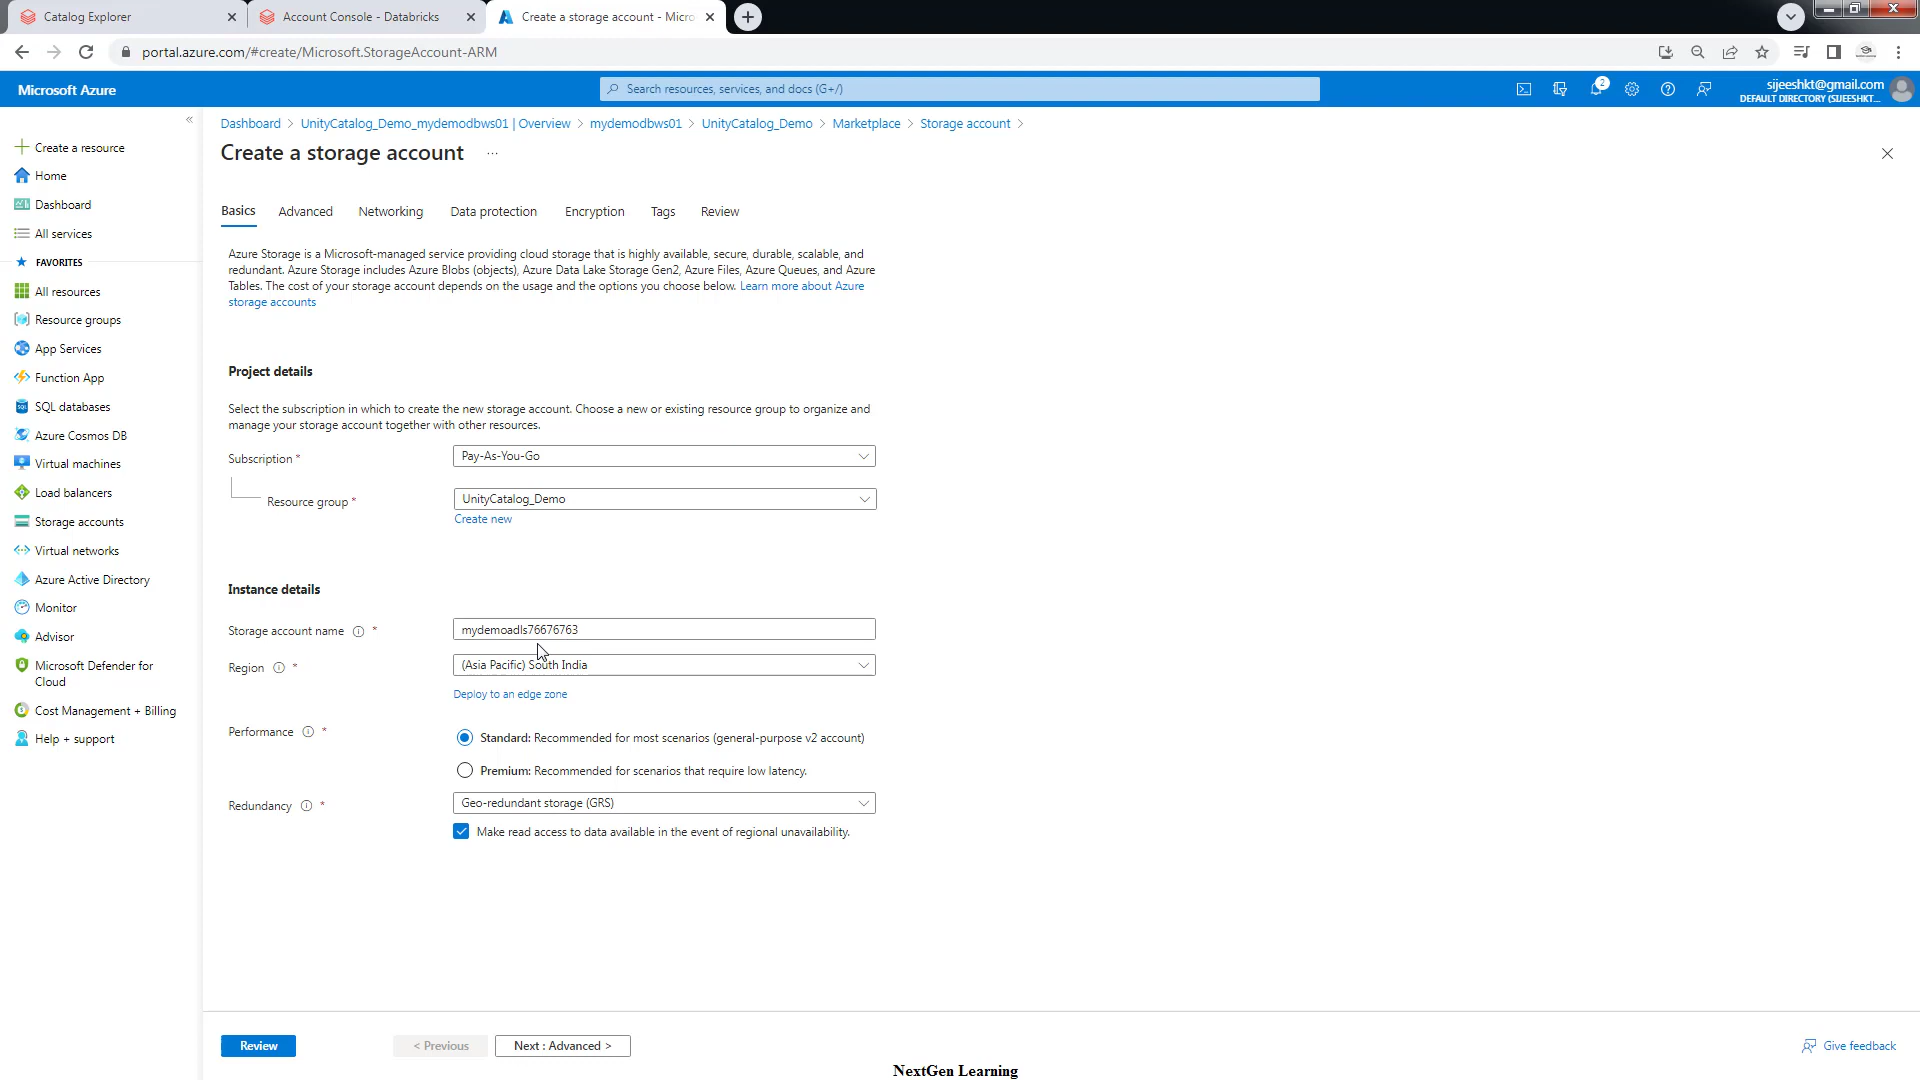 Catalog Explorer
Account Console - Databricks
Create a storage account - Micro
portal.azure.com/#create/Microsoft.StorageAccount-ARM
Microsoft Azure
Search resources, services, and docs (G+/)
2
sijeeshkt@gmail.com
DEFAULT DIRECTORY (SIJEESHKT...
Dashboard > UnityCatalog_Demo_mydemodbws01 | Overview > mydemodbws01 > UnityCatalog_Demo > Marketplace > Storage account >
Create a storage account ...
Create a resource
Home
Dashboard
All services
FAVORITES
All resources
Resource groups
App Services
Function App
SQL databases
Azure Cosmos DB
Virtual machines
Load balancers
Storage accounts
Virtual networks
Azure Active Directory
Monitor
Advisor
Microsoft Defender for
Cloud
Cost Management + Billing
Help + support
Basics Advanced Networking Data protection Encryption Tags Review
Azure Storage is a Microsoft-managed service providing cloud storage that is highly available, secure, durable, scalable, and
redundant. Azure Storage includes Azure Blobs (objects), Azure Data Lake Storage Gen2, Azure Files, Azure Queues, and Azure
Tables. The cost of your storage account depends on the usage and the options you choose below. Learn more about Azure
storage accounts
Project details
Select the subscription in which to create the new storage account. Choose a new or existing resource group to organize and
manage your storage account together with other resources.
Subscription *
Pay-As-You-Go
Resource group *
UnityCatalog_Demo
Create new
Instance details
Storage account name *
mydemoadls76676763
Region *
(Asia Pacific) South India
Deploy to an edge zone
Performance *
Standard: Recommended for most scenarios (general-purpose v2 account)
Premium: Recommended for scenarios that require low latency.
Redundancy *
Geo-redundant storage (GRS)
Make read access to data available in the event of regional unavailability.
Review
< Previous
Next : Advanced >
Give feedback
NextGen Learning